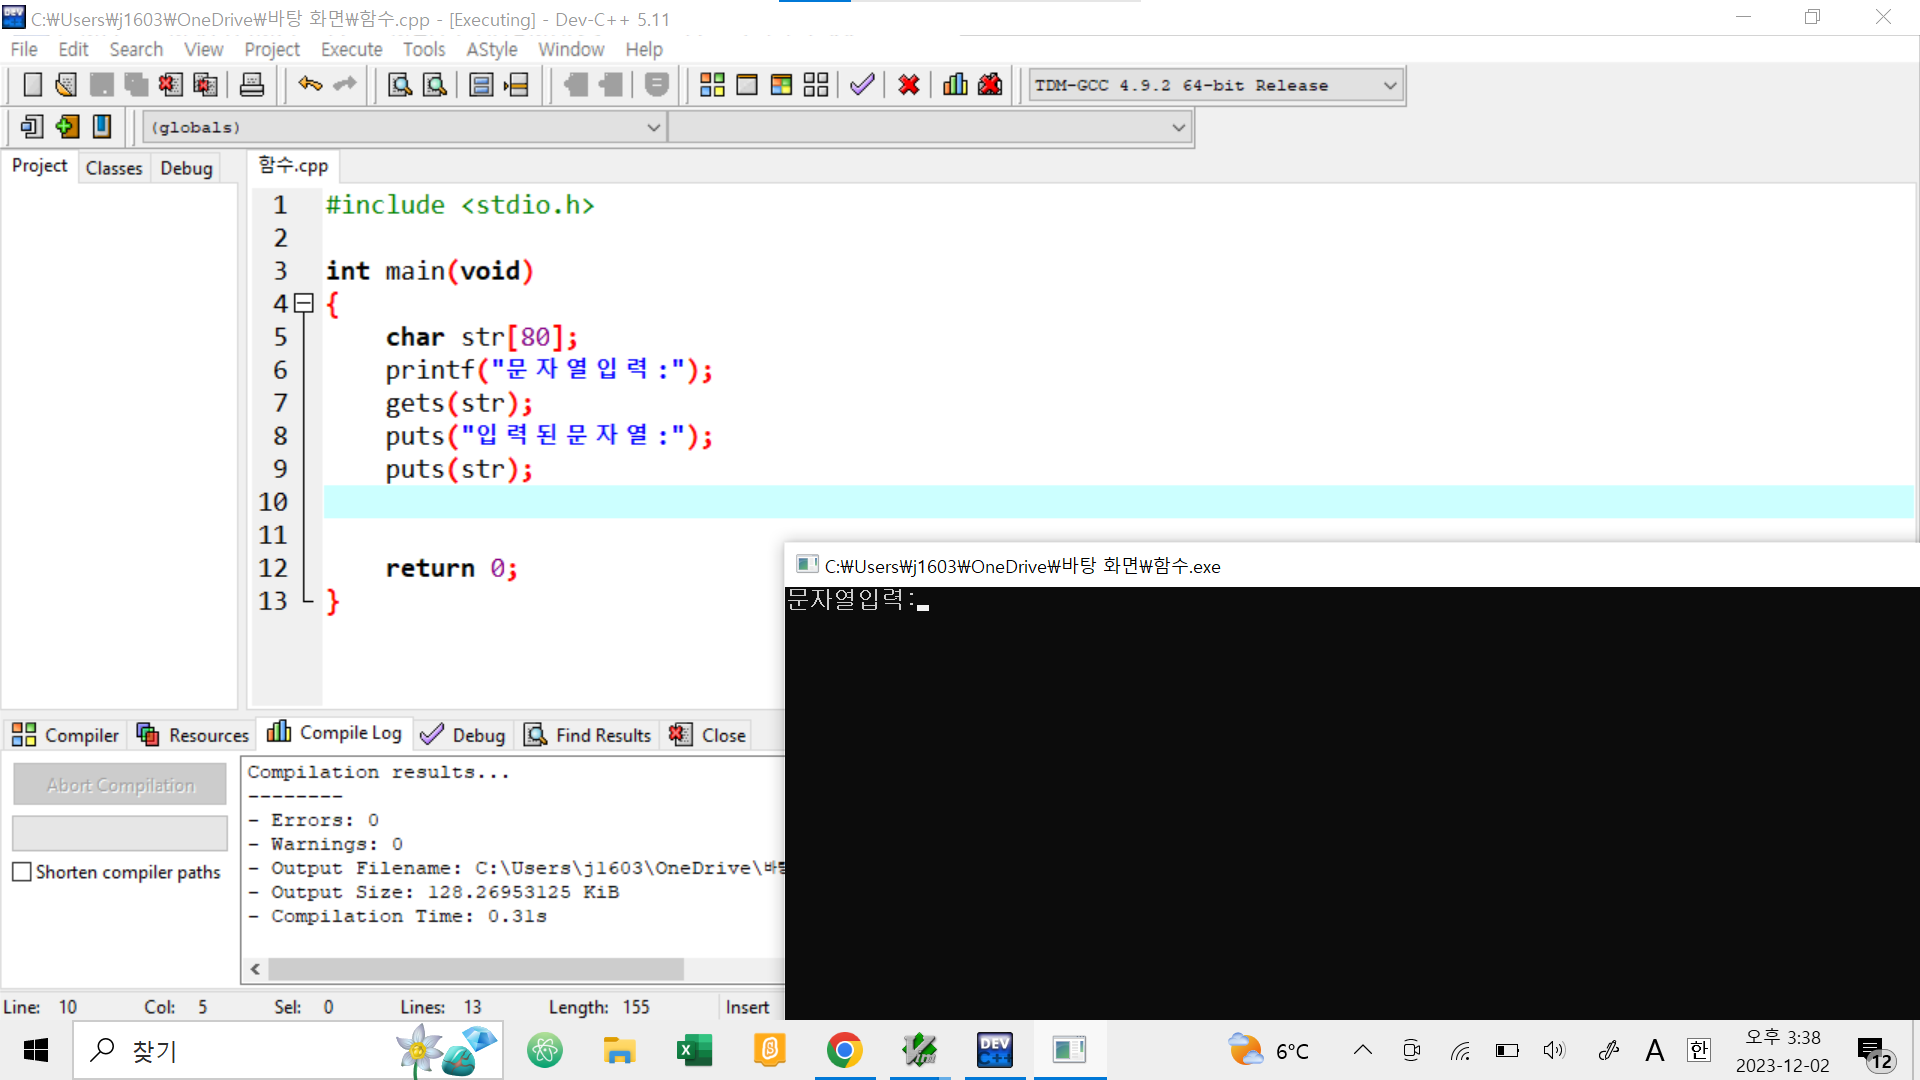 C:₩Users₩j1603₩OneDrive₩바탕 화면₩함수.cpp - [Executing] - Dev-C++ 5.11
File Edit Search View Project Execute Tools AStyle Window Help
TDM-GCC 4.9.2 64-bit Release
(globals)
Project Classes Debug
함수.cpp
1 #include <stdio.h>
2
3 int main(void)
4 {
5 char str[80];
6 printf("문자열입력:");
7 gets(str);
8 puts("입력된문자열:");
9 puts(str);
10
11
12 return 0;
13 }
C:₩Users₩j1603₩OneDrive₩바탕 화면₩함수.exe
문자열입력:
Compiler Resources Compile Log Debug Find Results Close
Abort Compilation
Shorten compiler paths
Compilation results...
--------
- Errors: 0
- Warnings: 0
- Output Filename: C:\Users\j1603\OneDrive\바
- Output Size: 128.26953125 KiB
- Compilation Time: 0.31s
Line: 10 Col: 5 Sel: 0 Lines: 13 Length: 155 Insert
찾기
DEV C++
6°C
A
한
오후 3:38
2023-12-02
12